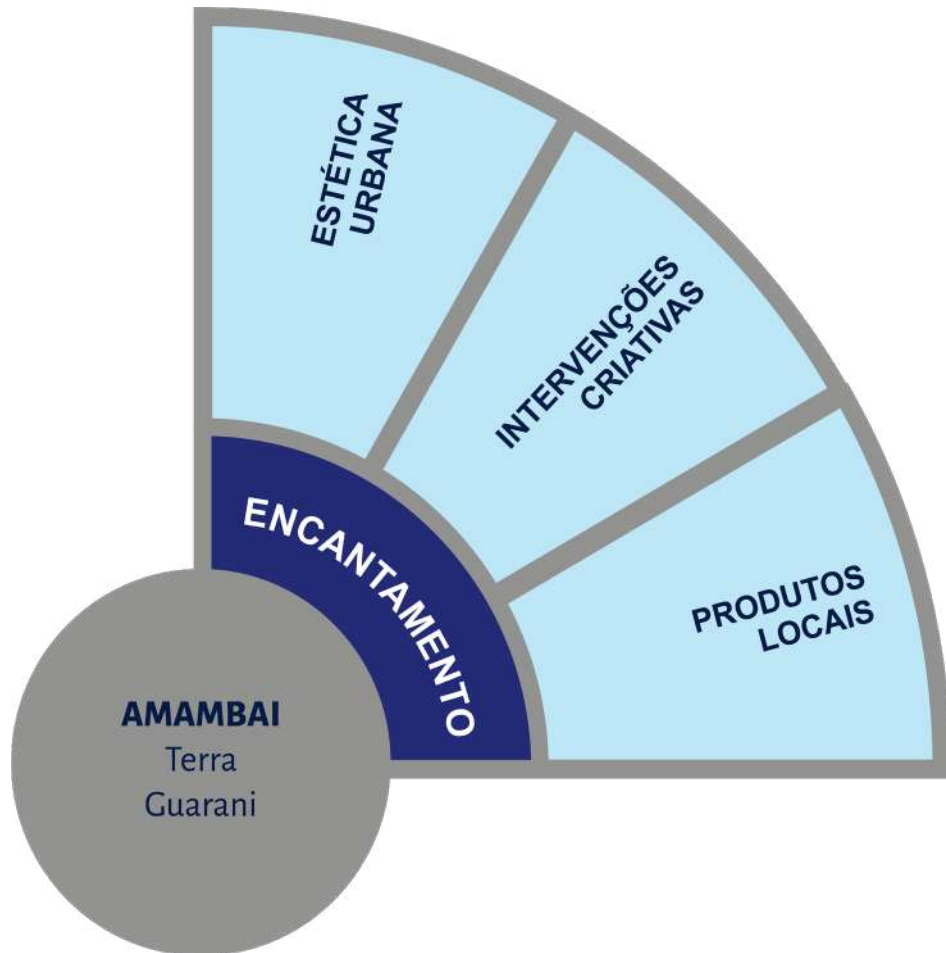 ESTÉTICA
URBANA
INTERVENÇÕES
CRIATIVAS
PRODUTOS
LOCAIS
ENCANTAMENTO
AMAMBAI
Terra
Guarani